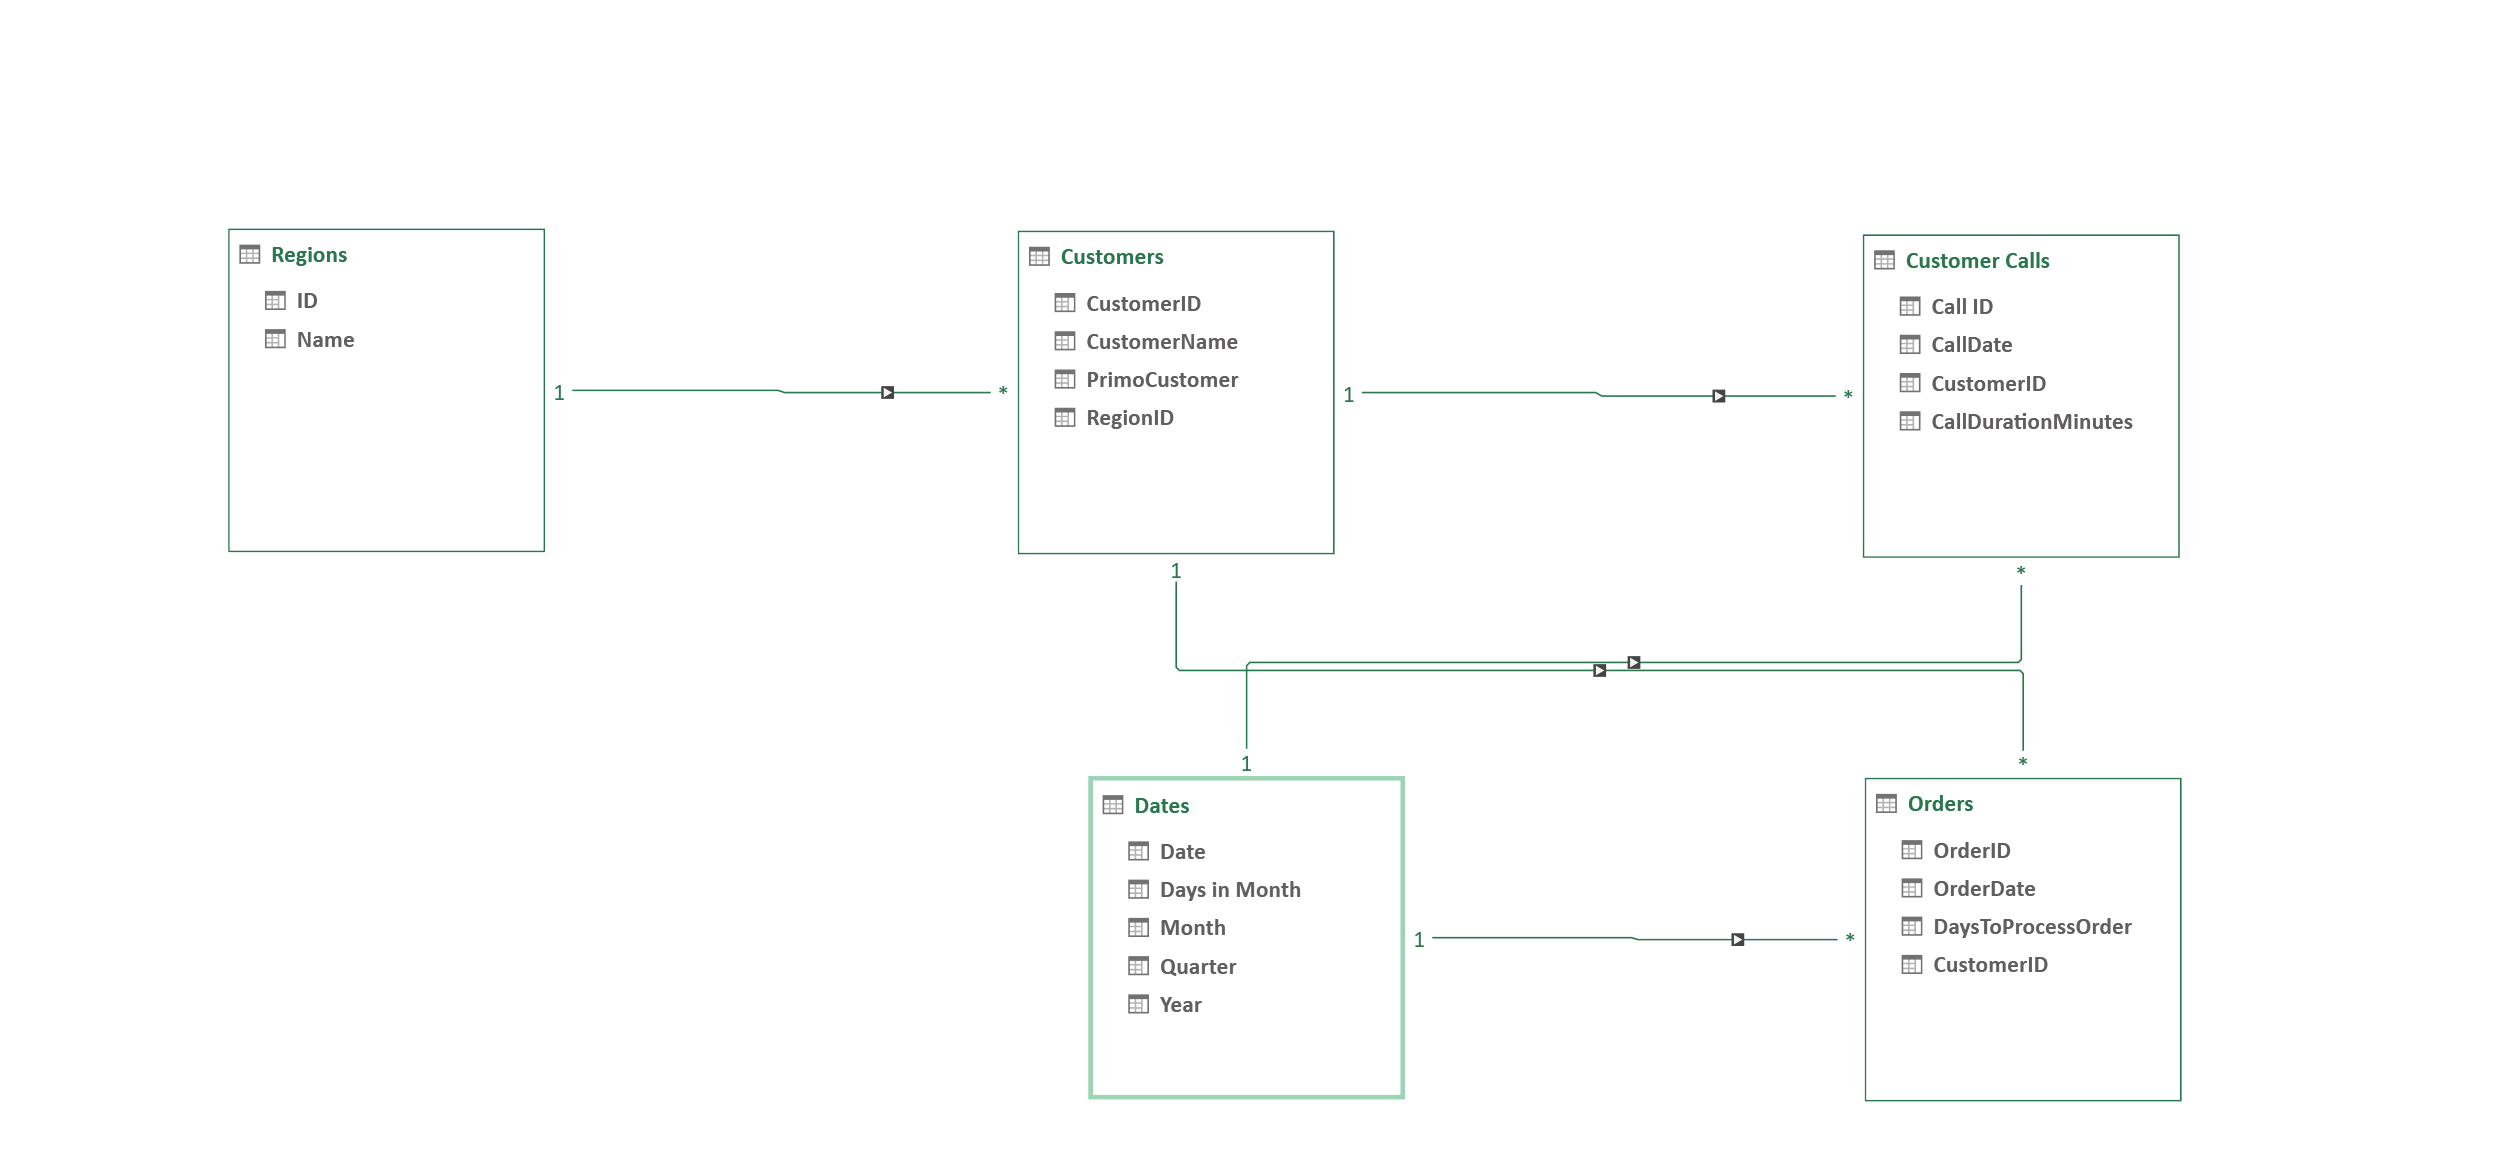 Regions
ID
Name
1
*
Customers
CustomerID
CustomerName
PrimoCustomer
RegionID
1
*
Customer Calls
Call ID
CallDate
CustomerID
CallDurationMinutes
1
*
1
*
Dates
Date
Days in Month
Month
Quarter
Year
1
*
Orders
OrderID
OrderDate
DaysToProcessOrder
CustomerID